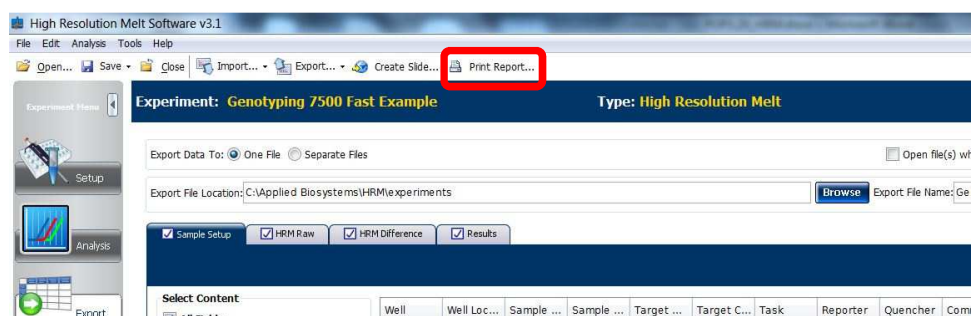 High Resolution Melt Software v3.1
File Edit Analysis Tools Help
Open... Save Close Import... Export... Create Slide... Print Report...
Experiment Menu Experiment: Genotyping 7500 Fast Example Type: High Resolution Melt
Export Data To: One File Separate Files Open file(s) wh
Setup
Export File Location: C:\Applied Biosystems\HRM\experiments Browse Export File Name: Ge
Sample Setup HRM Raw HRM Difference Results
Analysis
Select Content
Well Well Loc... Sample ... Sample ... Target ... Target C... Task Reporter Quencher Com
Export